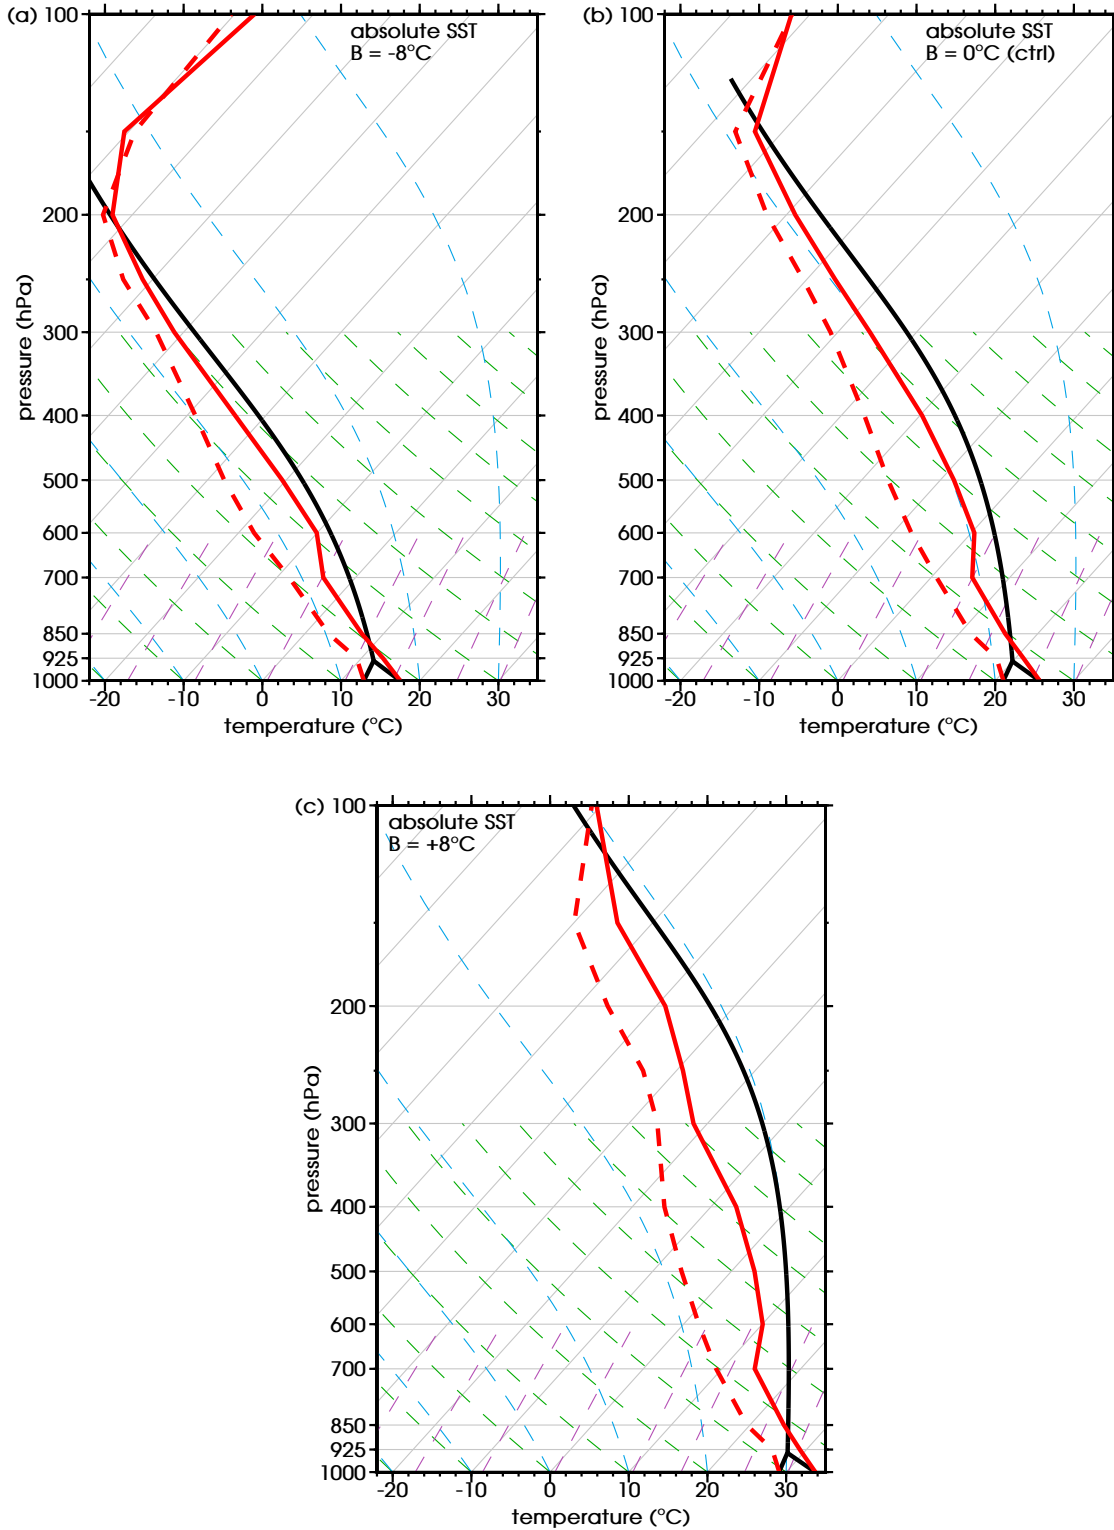 (a)
absolute SST
B = -8°C
100
200
300
400
500
600
700
850
925
1000
pressure (hPa)
-20 -10 0 10 20 30
temperature (°C)
(b)
absolute SST
B = 0°C (ctrl)
100
200
300
400
500
600
700
850
925
1000
pressure (hPa)
-20 -10 0 10 20 30
temperature (°C)
(c)
absolute SST
B = +8°C
100
200
300
400
500
600
700
850
925
1000
pressure (hPa)
-20 -10 0 10 20 30
temperature (°C)